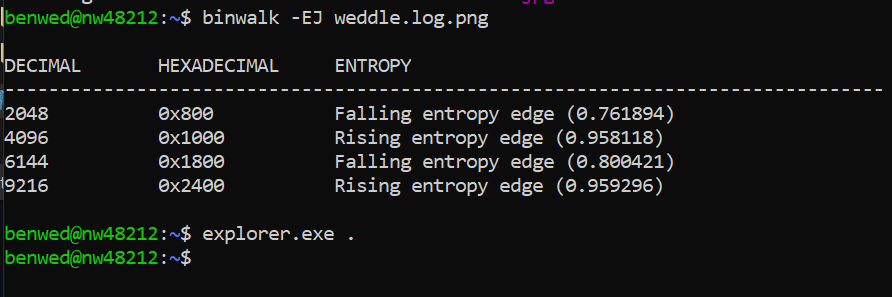 benwed@nw48212:~$ binwalk -EJ weddle.log.png
DECIMAL HEXADECIMAL ENTROPY
--------------------------------------------------------------------------------
2048 0x800 Falling entropy edge (0.761894)
4096 0x1000 Rising entropy edge (0.958118)
6144 0x1800 Falling entropy edge (0.800421)
9216 0x2400 Rising entropy edge (0.959296)
benwed@nw48212:~$ explorer.exe .
benwed@nw48212:~$